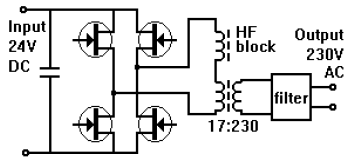 Input
24V
DC
HF
block
Output
230V
AC
filter
17:230